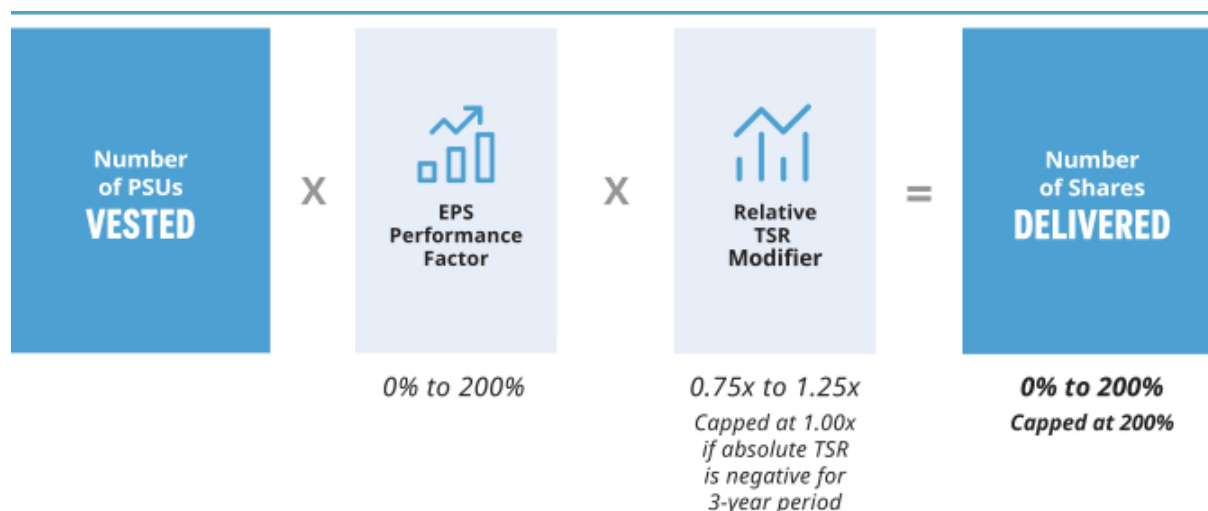 Number
of PSUs
VESTED
X
EPS
Performance
Factor
0% to 200%
X
Relative
TSR
Modifier
0.75x to 1.25x
Capped at 1.00x
if absolute TSR
is negative for
3-year period
=
Number
of Shares
DELIVERED
0% to 200%
Capped at 200%